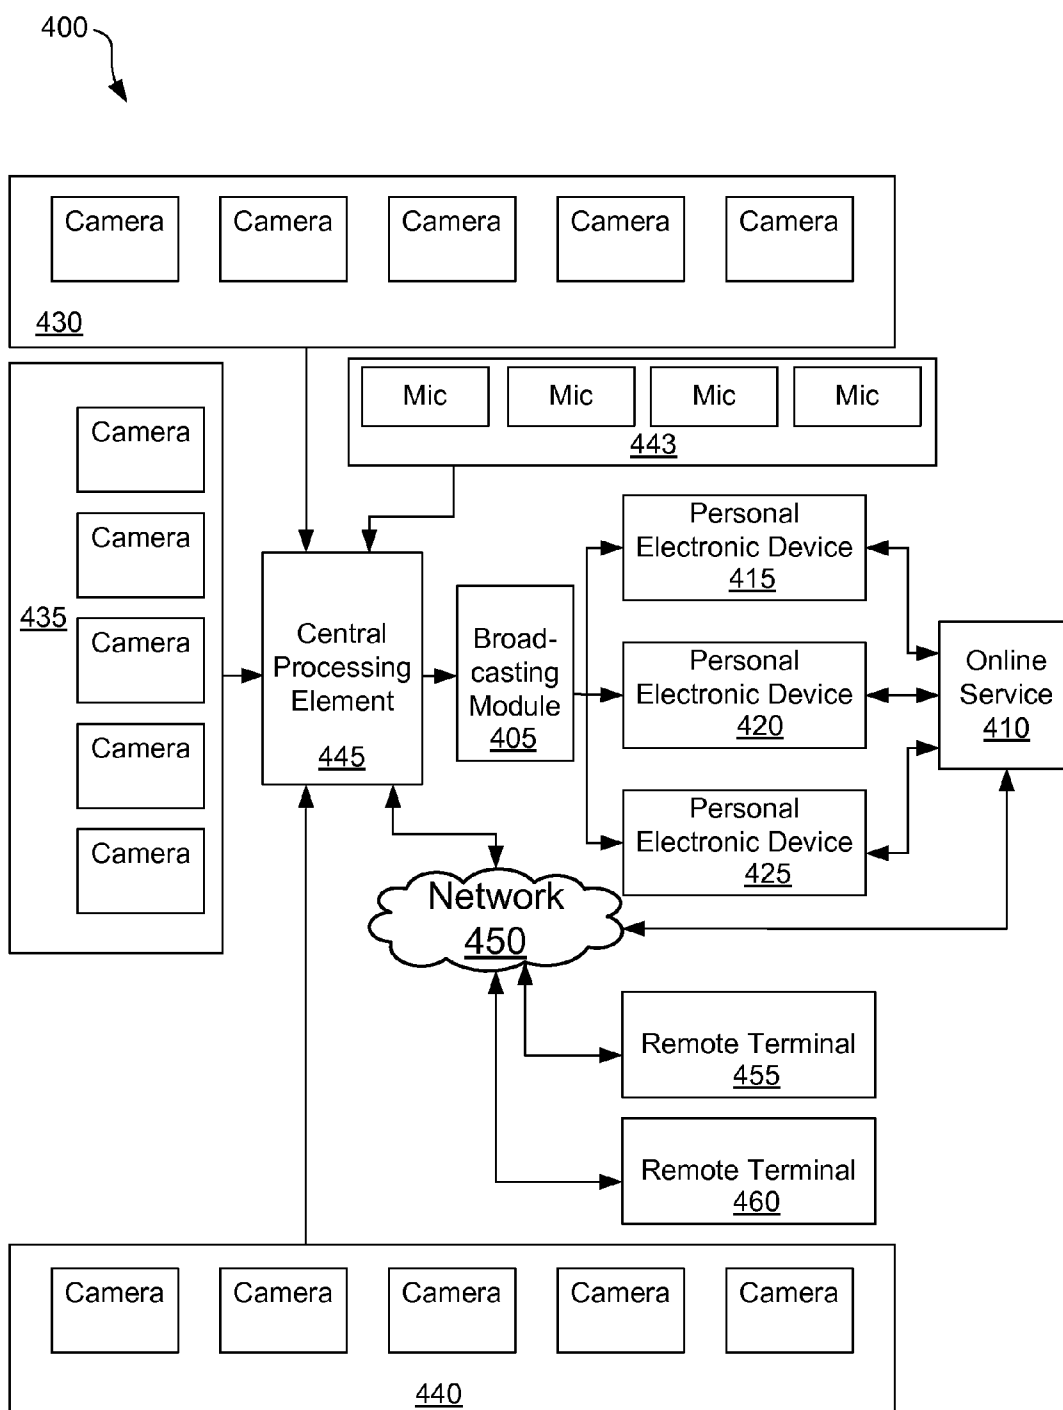 400
Camera
Camera
Camera
Camera
Camera
430
Mic
Mic
Mic
Mic
443
Camera
Camera
Camera
Camera
Camera
435
Central
Processing
Element
445
Broad-
casting
Module
405
Personal
Electronic Device
415
Personal
Electronic Device
420
Personal
Electronic Device
425
Online
Service
410
Network
450
Remote Terminal
455
Remote Terminal
460
Camera
Camera
Camera
Camera
Camera
440